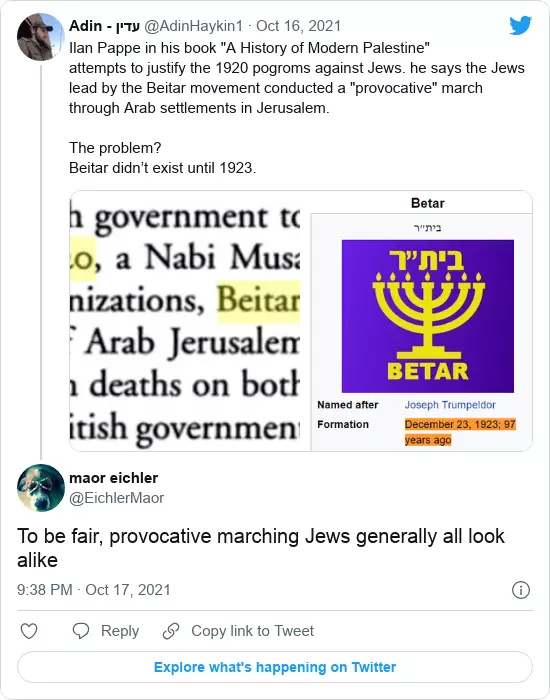 Adin - עדין @AdinHaykin1 · Oct 16, 2021
Ilan Pappe in his book "A History of Modern Palestine"
attempts to justify the 1920 pogroms against Jews. he says the Jews
lead by the Beitar movement conducted a "provocative" march
through Arab settlements in Jerusalem.
The problem?
Beitar didn’t exist until 1923.
h government to
o, a Nabi Musa
nizations, Beitar
Arab Jerusalem
deaths on both
itish government
Betar
בית״ר
בית״ר
BETAR
Named after Joseph Trumpeldor
Formation December 23, 1923; 97
years ago
maor eichler
@EichlerMaor
To be fair, provocative marching Jews generally all look
alike
9:38 PM · Oct 17, 2021
Reply Copy link to Tweet
Explore what's happening on Twitter